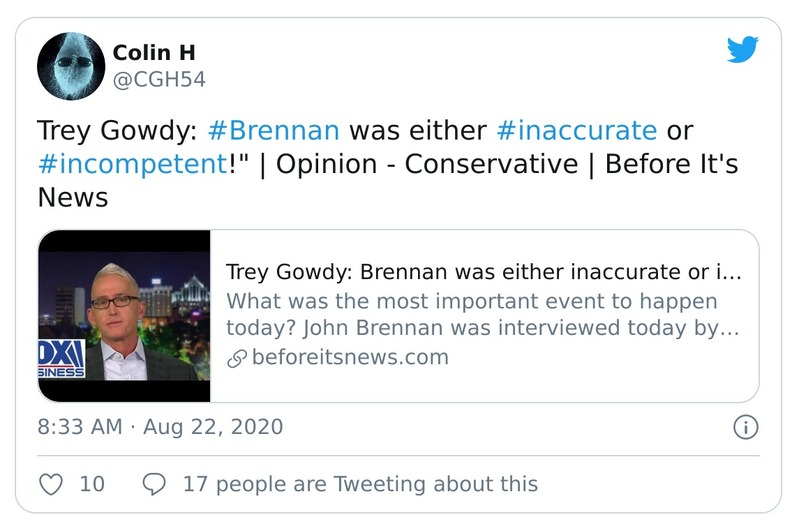 Colin H
@CGH54
Trey Gowdy: #Brennan was either #inaccurate or
#incompetent!" | Opinion - Conservative | Before It's
News
Trey Gowdy: Brennan was either inaccurate or i...
What was the most important event to happen
today? John Brennan was interviewed today by...
beforeitsnews.com
OX
SINESS
8:33 AM · Aug 22, 2020
10
17 people are Tweeting about this